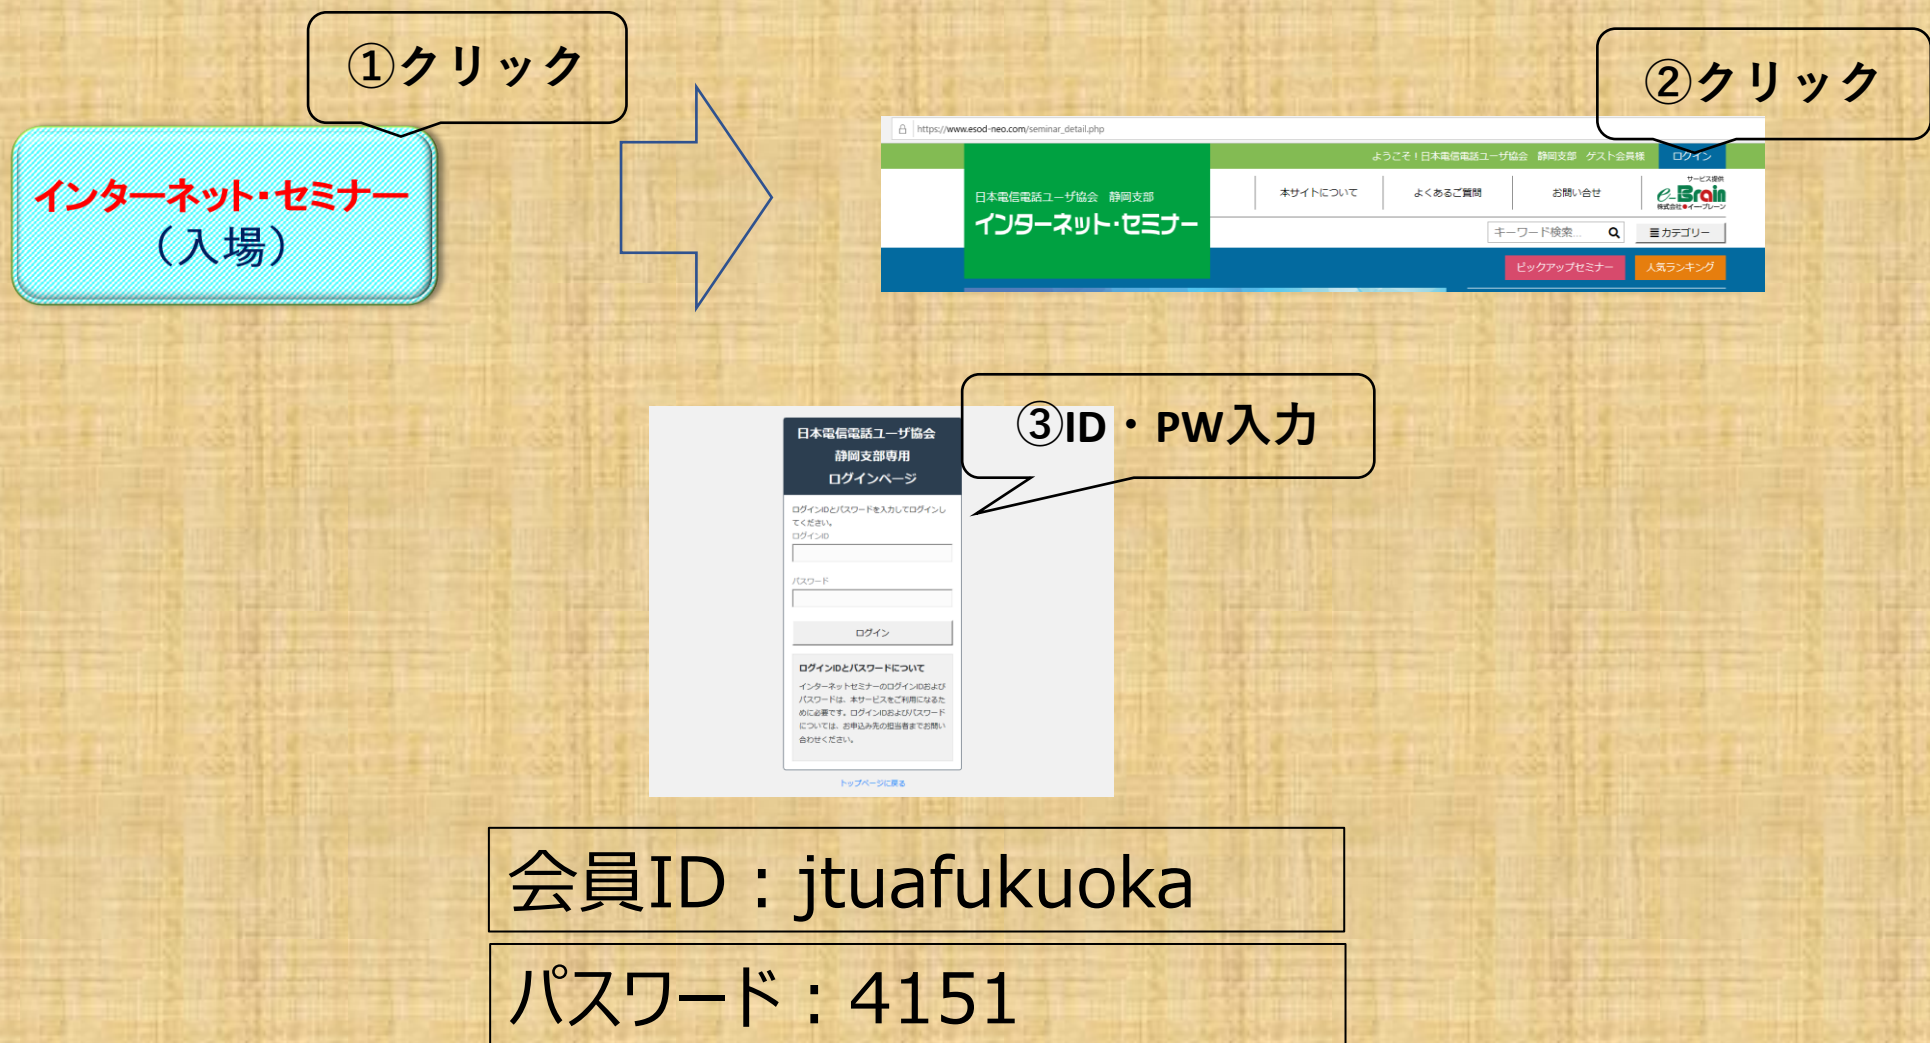 ①クリック
インターネット・セミナー
（入場）
②クリック
https://www.esod-neo.com/seminar_detail.php
ようこそ！日本電信電話ユーザ協会 静岡支部 ゲスト会員様
ログイン
日本電信電話ユーザ協会 静岡支部
インターネット・セミナー
本サイトについて
よくあるご質問
お問い合せ
サービス提供
e-Brain
株式会社●イーブレーン
キーワード検索...
カテゴリー
ピックアップセミナー
人気ランキング
③ID・PW入力
日本電信電話ユーザ協会
静岡支部専用
ログインページ
ログインIDとパスワードを入力してログインし
てください。
ログインID
パスワード
ログイン
ログインIDとパスワードについて
インターネットセミナーのログインIDおよび
パスワードは、本サービスをご利用になるた
めに必要です。ログインIDおよびパスワード
については、お申込み先の担当者までお問い
合わせください。
トップページに戻る
会員ID：jtuafukuoka
パスワード：4151